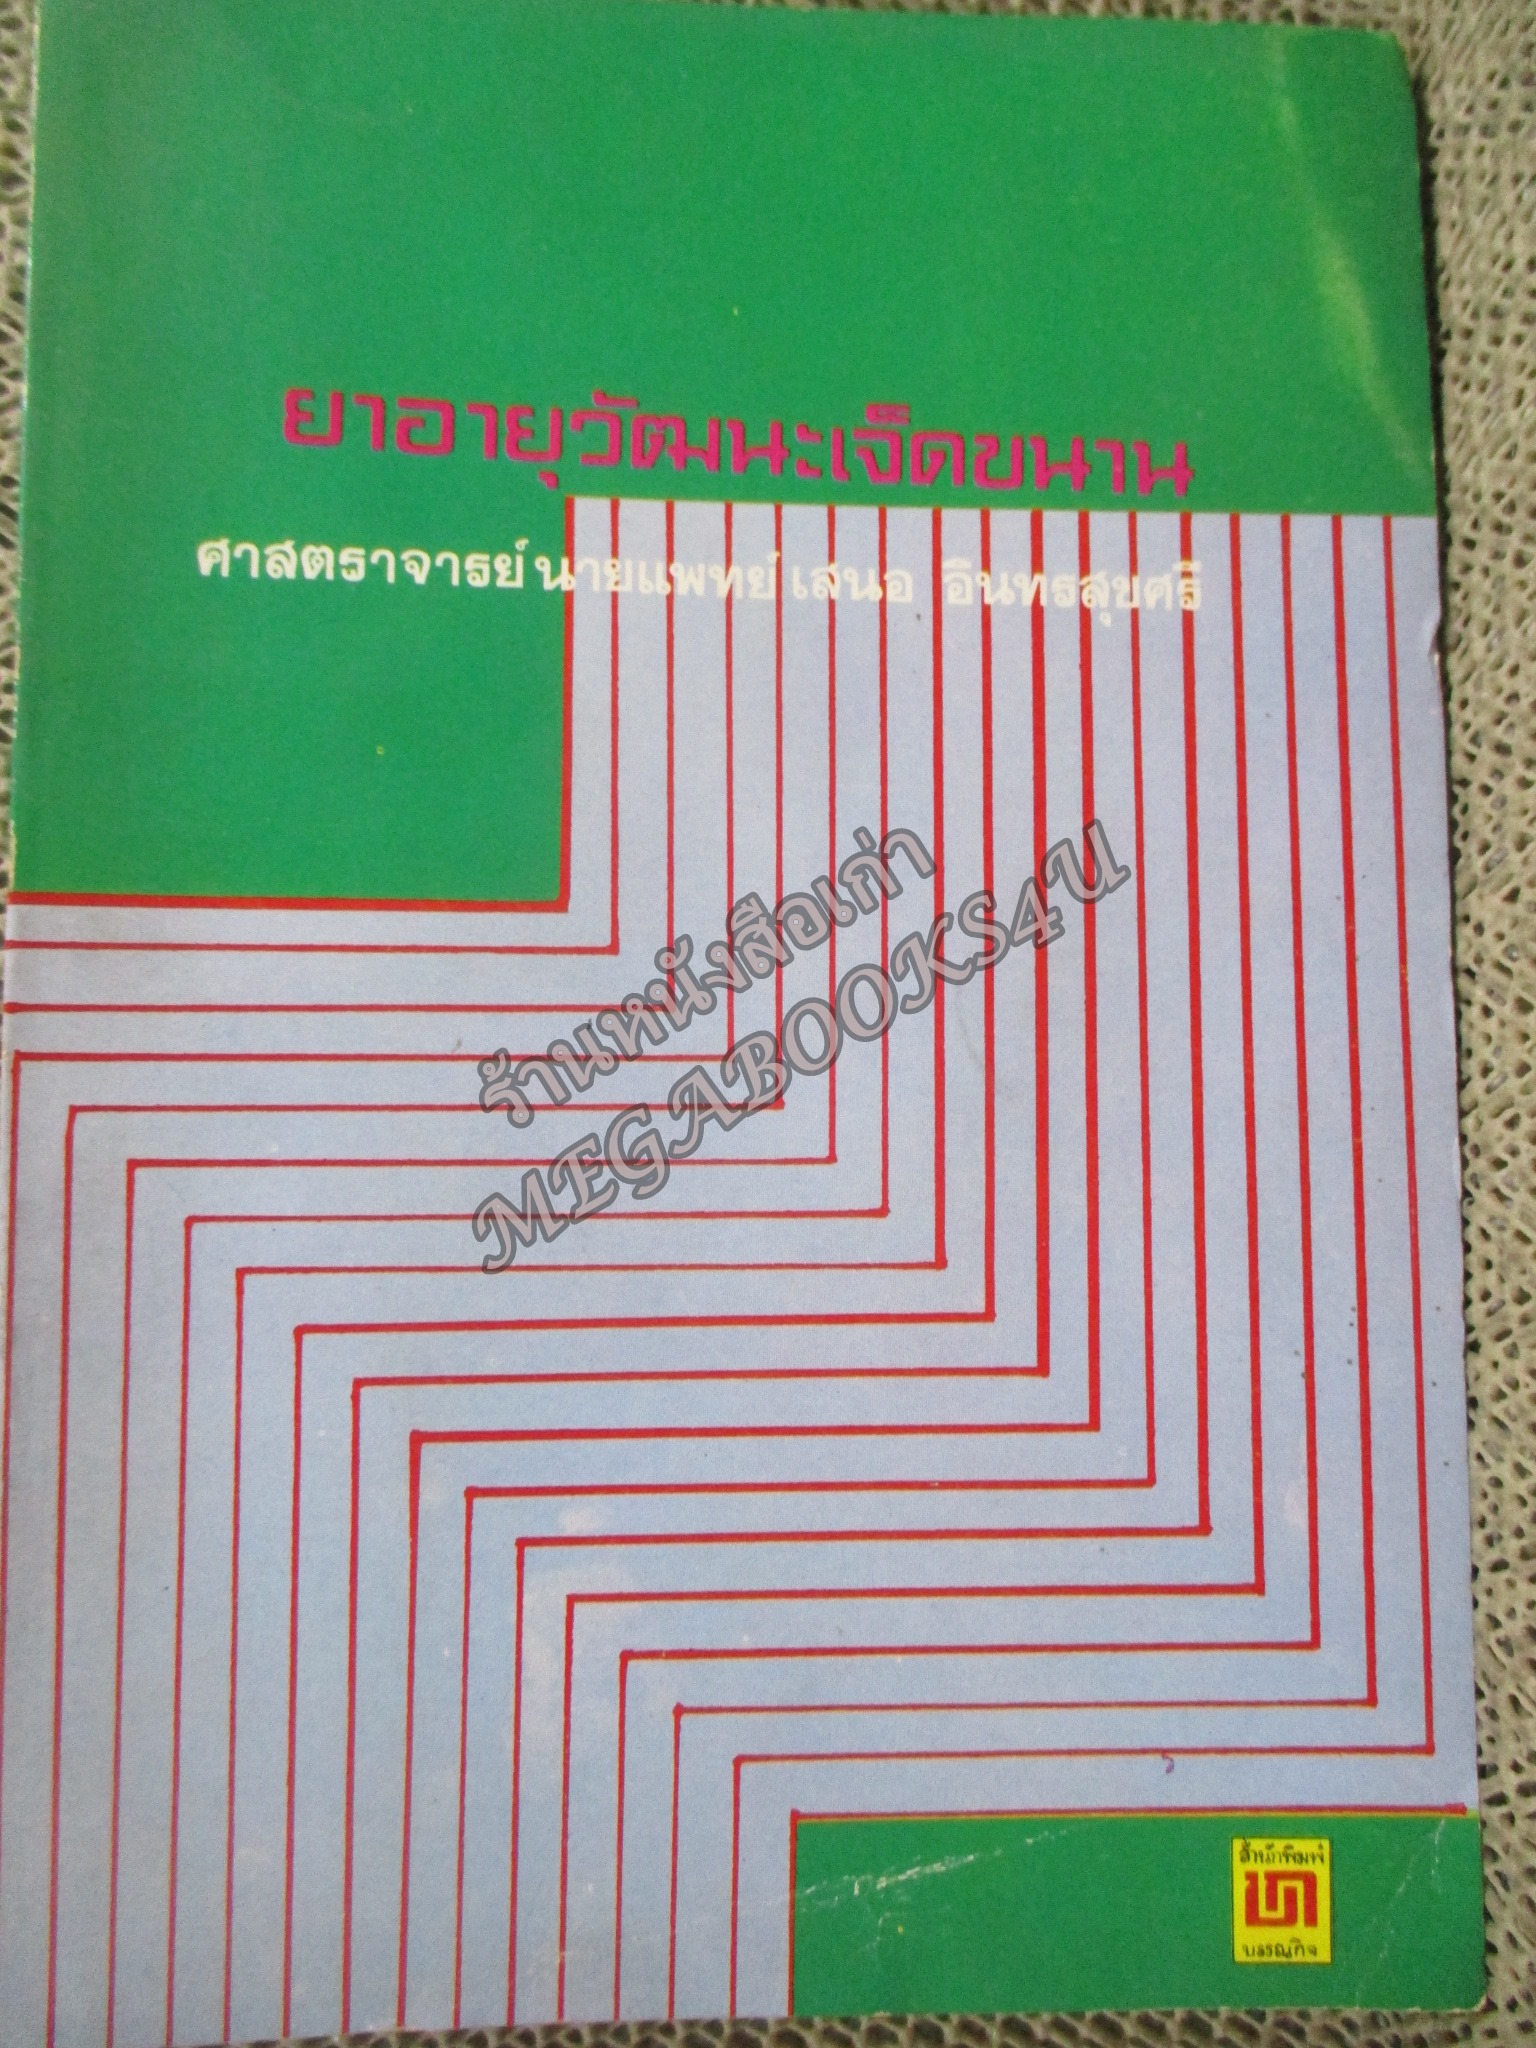 ยาอายุวัฒนะเจ็ดขนาน
ศาสตราจารย์ นายแพทย์ เสนอ อินทรสุขศรี
ร้านหนังสือเก่า
MEGABOOKS4U
สำนักพิมพ์
บก
บรรณกิจ